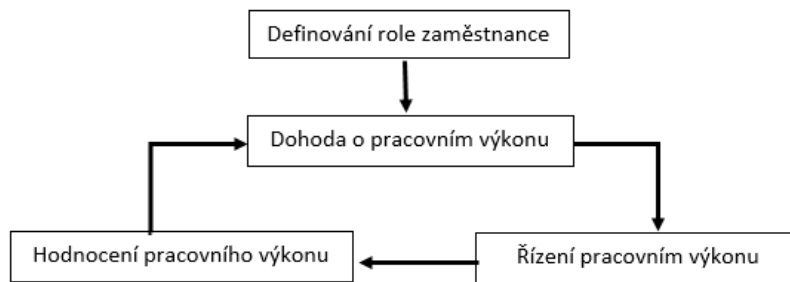 Definování role zaměstnance
Dohoda o pracovním výkonu
Hodnocení pracovního výkonu
Řízení pracovním výkonu